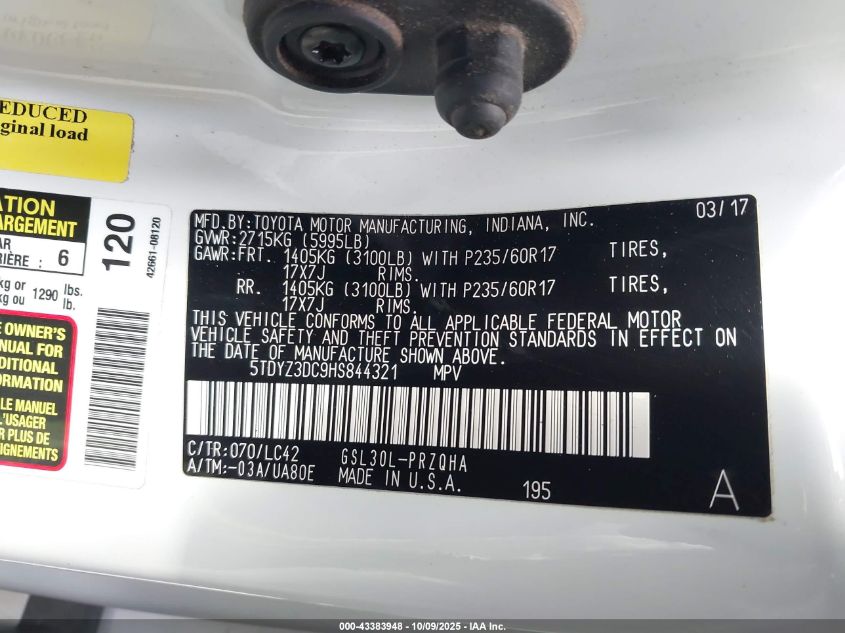 EDUCED
ginal load
ATION
ARGEMENT
AR
RIÈRE : 6
kg or 1290 lbs.
kg ou lb.
E OWNER'S
ANUAL FOR
DDITIONAL
ORMATION
LE MANUEL
L'USAGER
R PLUS DE
EIGNEMENTS
120
42661-08120
MFD.BY:TOYOTA MOTOR MANUFACTURING, INDIANA, INC. 03/17
GVWR:2715KG (5995LB)
GAWR:FRT. 1405KG (3100LB) WITH P235/60R17 TIRES,
17X7J RIMS.
RR. 1405KG (3100LB) WITH P235/60R17 TIRES,
17X7J RIMS.
THIS VEHICLE CONFORMS TO ALL APPLICABLE FEDERAL MOTOR
VEHICLE SAFETY AND THEFT PREVENTION STANDARDS IN EFFECT ON
THE DATE OF MANUFACTURE SHOWN ABOVE.
5TDYZ3DC9HS844321 MPV
C/TR:070/LC42 GSL30L-PRZQHA
A/TM:-03A/UA80E MADE IN U.S.A. 195 A
000-43383948 - 10/09/2025 - IAA Inc.